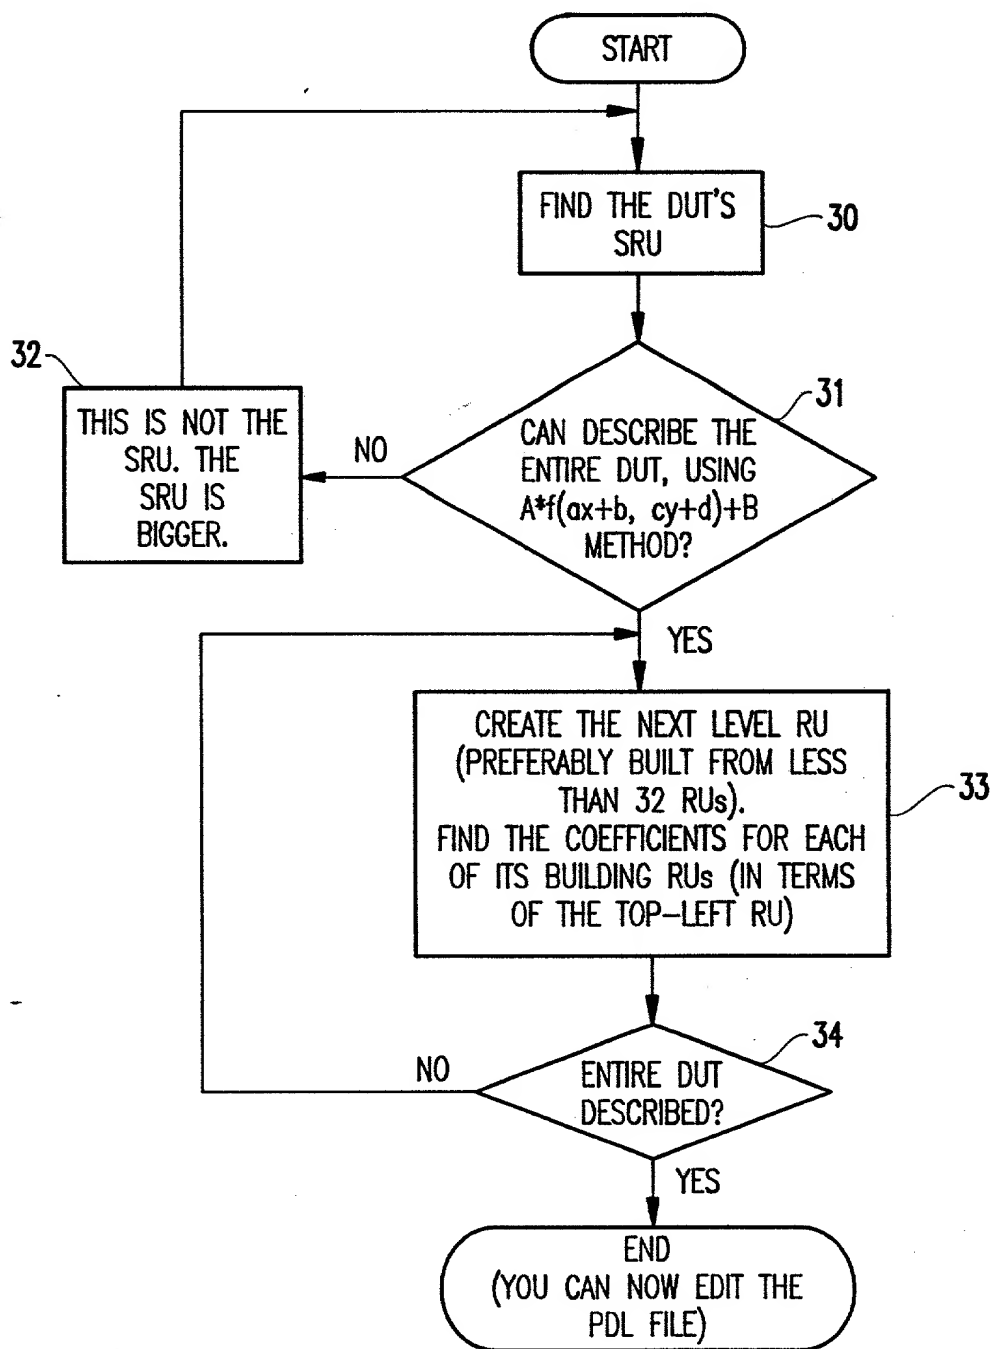 START
FIND THE DUT'S
SRU
30
31
CAN DESCRIBE THE
ENTIRE DUT, USING
A*f(ax+b, cy+d)+B
METHOD?
NO
32
THIS IS NOT THE
SRU. THE
SRU IS
BIGGER.
YES
CREATE THE NEXT LEVEL RU
(PREFERABLY BUILT FROM LESS
THAN 32 RUs).
FIND THE COEFFICIENTS FOR EACH
OF ITS BUILDING RUs (IN TERMS
OF THE TOP-LEFT RU)
33
34
ENTIRE DUT
DESCRIBED?
NO
YES
END
(YOU CAN NOW EDIT THE
PDL FILE)